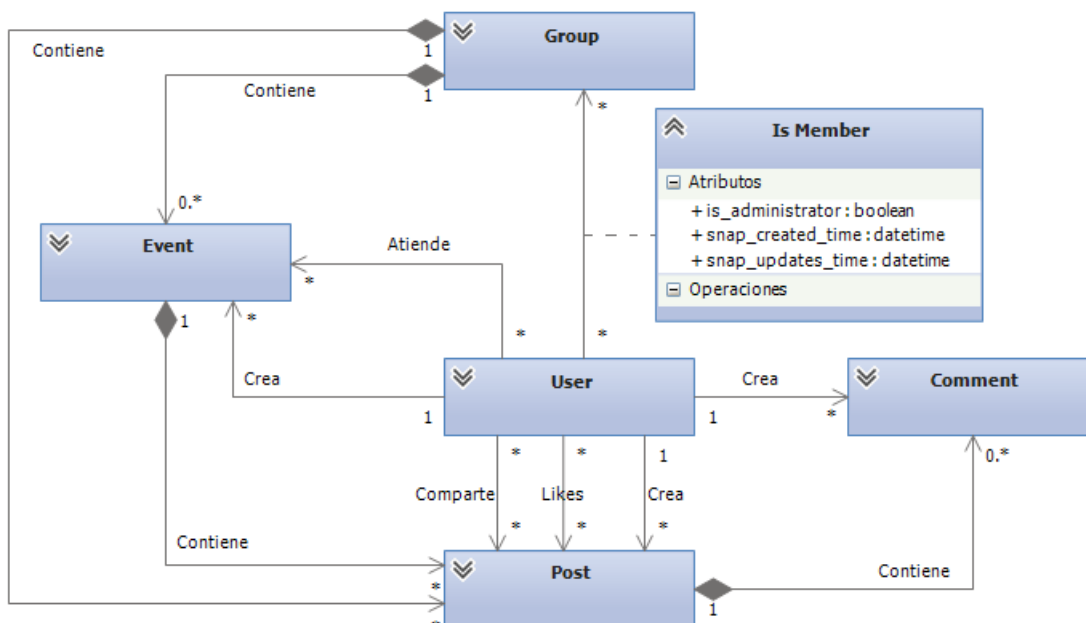 Group
Contiene
1
Contiene
1
*
Is Member
Atributos
+ is_administrator : boolean
+ snap_created_time : datetime
+ snap_updates_time : datetime
Operaciones
0.*
Event
Atiende
*
1
*
*
*
Crea
User
Crea
Comment
1
1
*
*
*
1
0.*
Comparte
Likes
Crea
*
*
*
Contiene
Post
Contiene
*
1
*